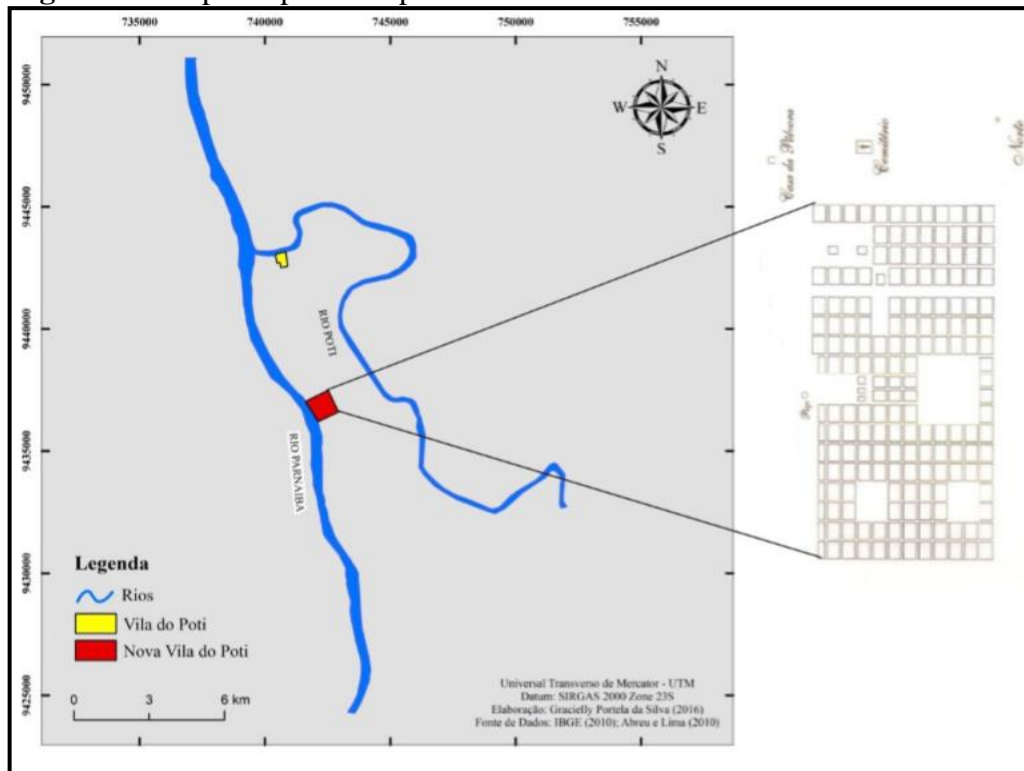 735000 740000 745000 750000 755000
9450000
9445000
9440000
9435000
9430000
9425000
N
W E
S
RIO POTI
RIO PARNAIBA
Legenda
Rios
Vila do Poti
Nova Vila do Poti
0 3 6 km
Universal Transverso de Mercator - UTM
Datum: SIRGAS 2000 Zone 23S
Elaboração: Gracielly Portela da Silva (2016)
Fonte de Dados: IBGE (2010); Abreu e Lima (2010)
Casa da Pólvora
Cemitério
Norte